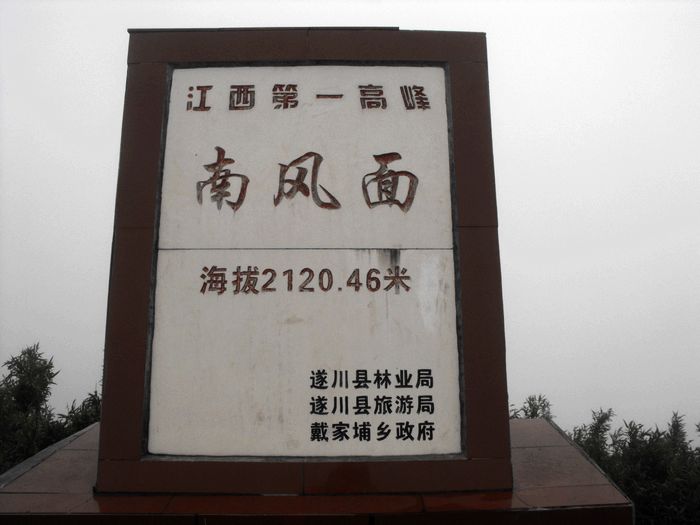 江西第一高峰
南风面
海拔2120.46米
遂川县林业局
遂川县旅游局
戴家埔乡政府